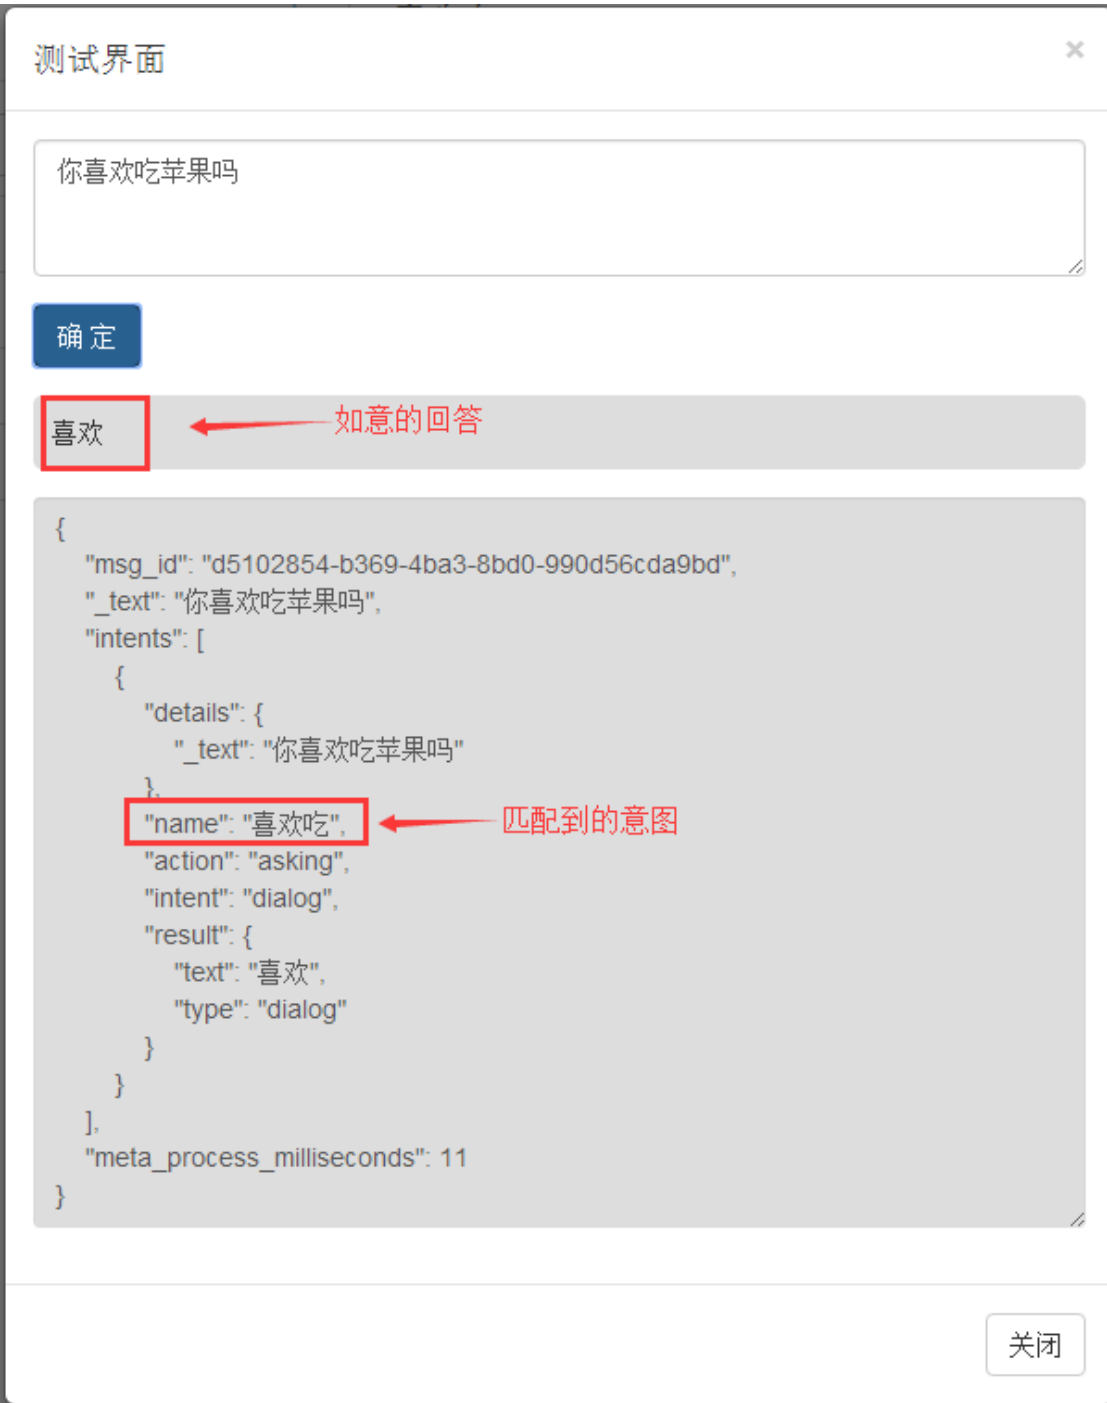 测试界面
×
你喜欢吃苹果吗
确 定
喜欢
如意的回答
{
"msg_id": "d5102854-b369-4ba3-8bd0-990d56cda9bd",
"_text": "你喜欢吃苹果吗",
"intents": [
{
"details": {
"_text": "你喜欢吃苹果吗"
},
"name": "喜欢吃",
匹配到的意图
"action": "asking",
"intent": "dialog",
"result": {
"text": "喜欢",
"type": "dialog"
}
}
],
"meta_process_milliseconds": 11
}
关闭